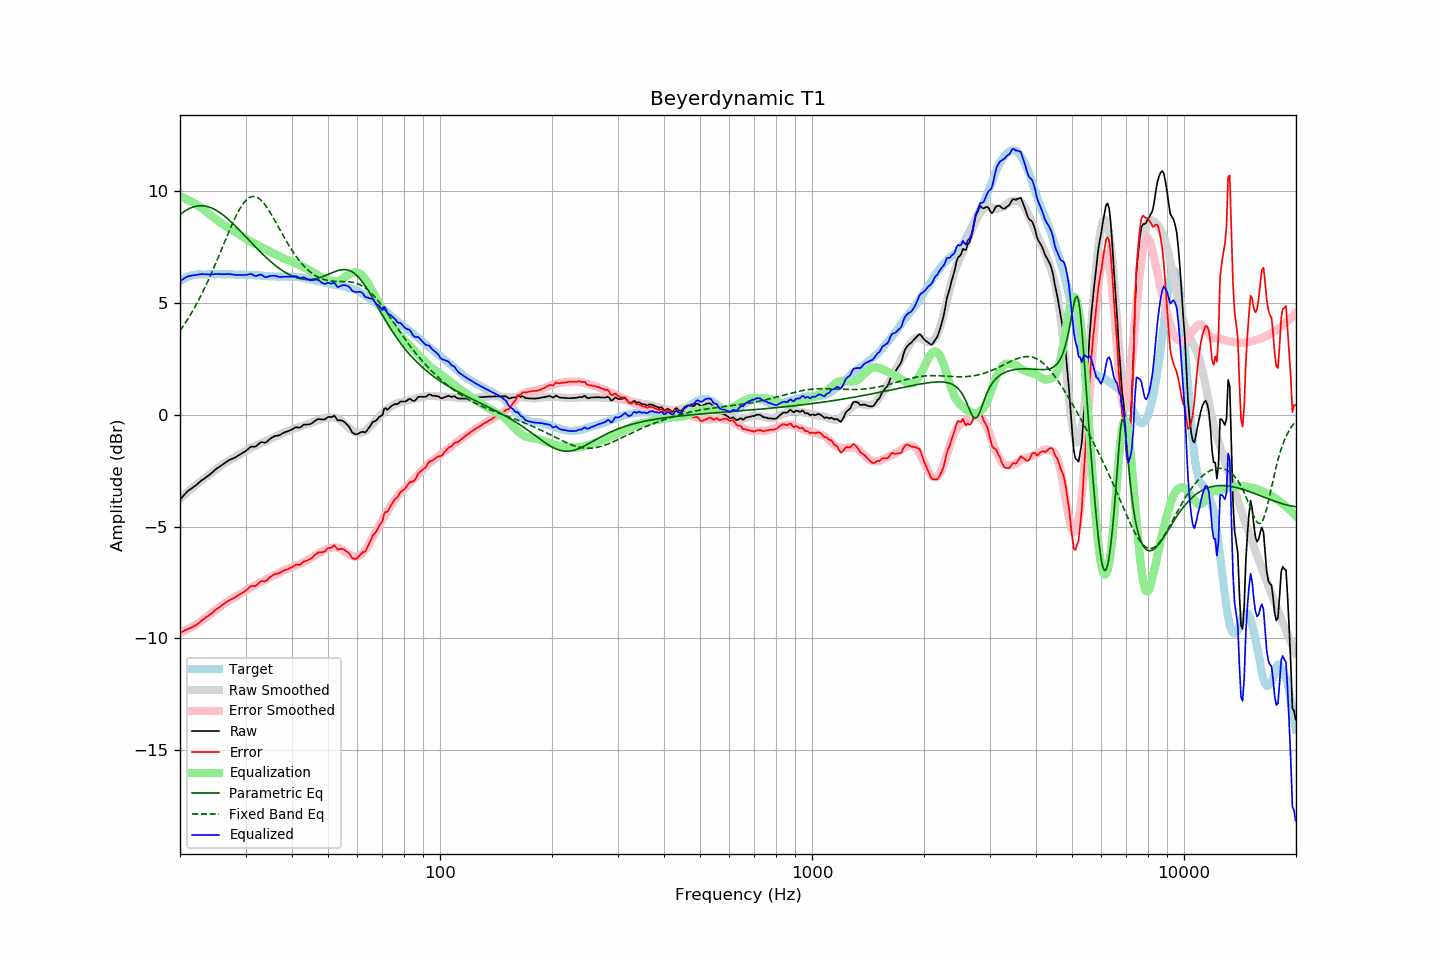 Beyerdynamic T1
Amplitude (dBr)
10
5
0
−5
−10
−15
Target
Raw Smoothed
Error Smoothed
Raw
Error
Equalization
Parametric Eq
Fixed Band Eq
Equalized
100
1000
10000
Frequency (Hz)